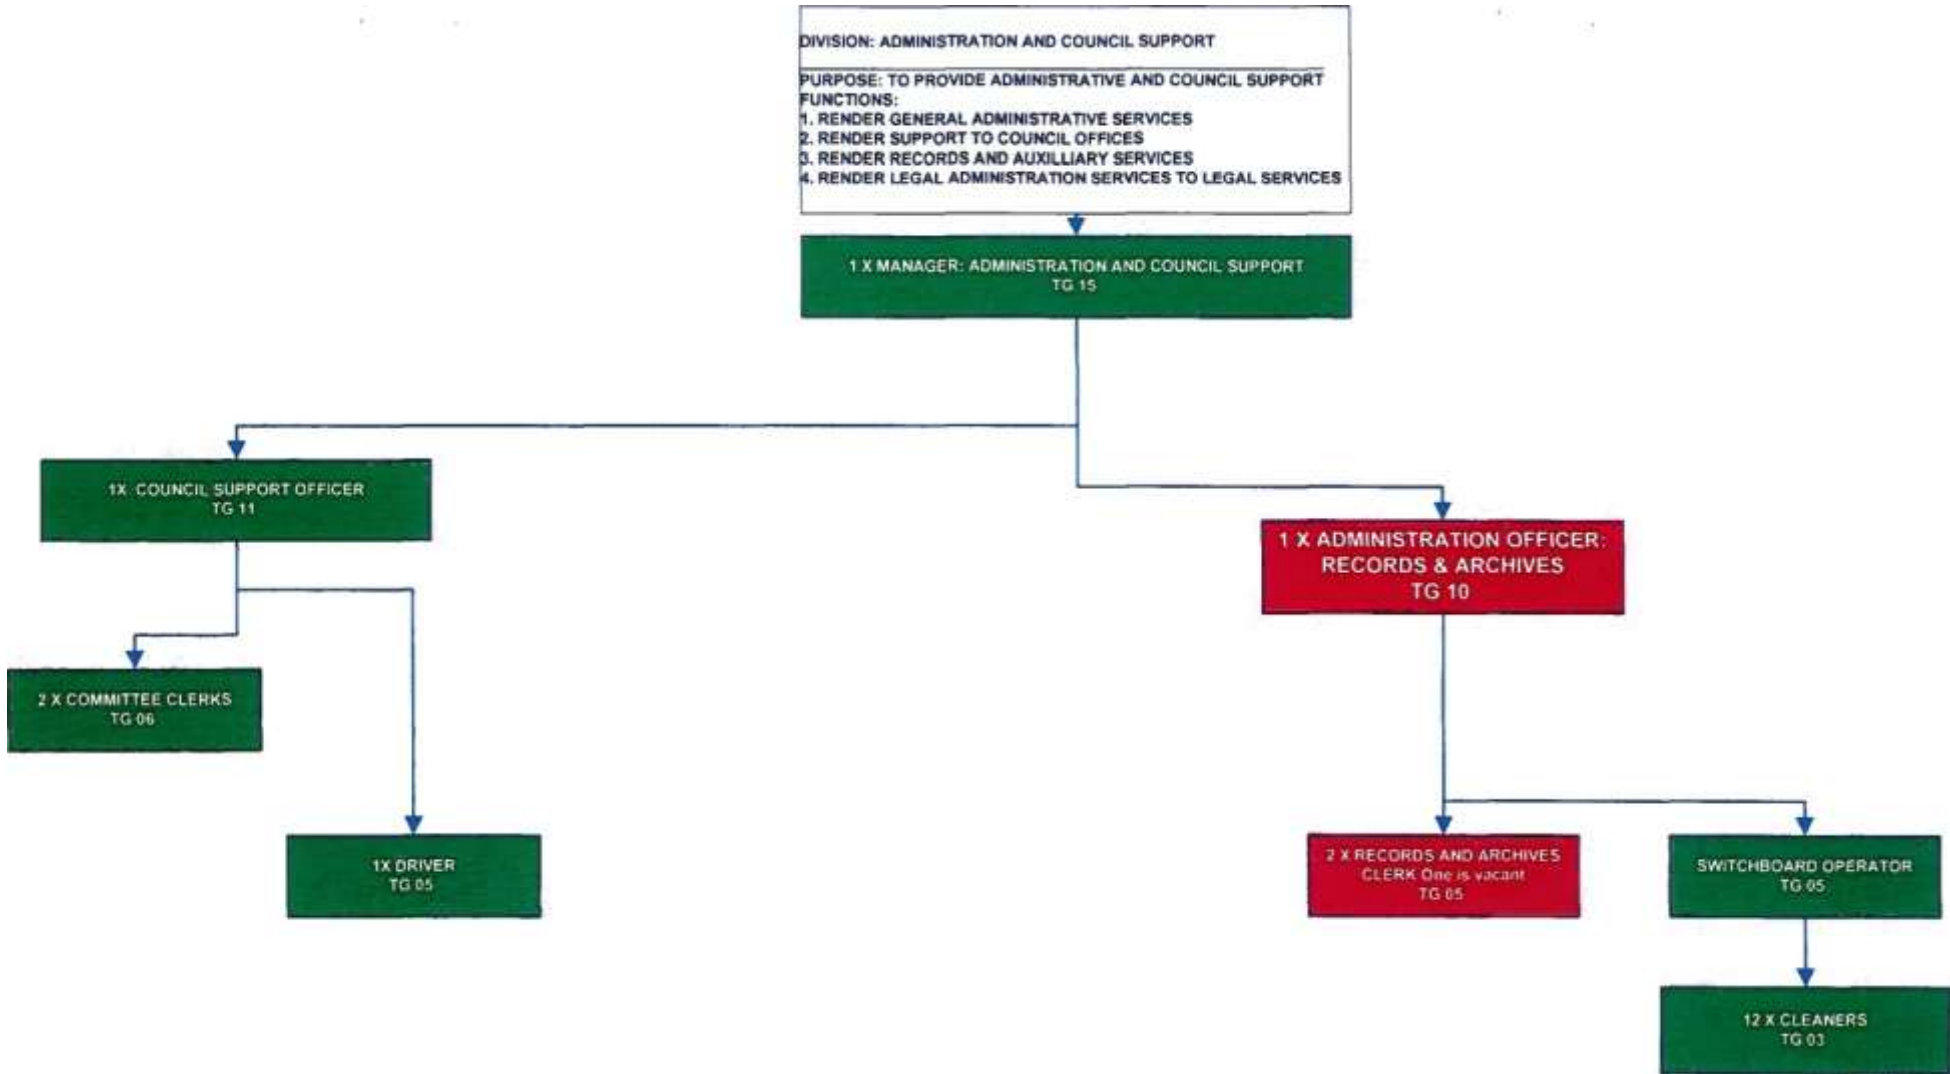 DIVISION: ADMINISTRATION AND COUNCIL SUPPORT
PURPOSE: TO PROVIDE ADMINISTRATIVE AND COUNCIL SUPPORT
FUNCTIONS:
1. RENDER GENERAL ADMINISTRATIVE SERVICES
2. RENDER SUPPORT TO COUNCIL OFFICES
3. RENDER RECORDS AND AUXILLIARY SERVICES
4. RENDER LEGAL ADMINISTRATION SERVICES TO LEGAL SERVICES
1 X MANAGER: ADMINISTRATION AND COUNCIL SUPPORT
TG 15
1X COUNCIL SUPPORT OFFICER
TG 11
1 X ADMINISTRATION OFFICER:
RECORDS & ARCHIVES
TG 10
2 X COMMITTEE CLERKS
TG 06
1X DRIVER
TG 05
2 X RECORDS AND ARCHIVES
CLERK One is vacant
TG 05
SWITCHBOARD OPERATOR
TG 05
12 X CLEANERS
TG 03